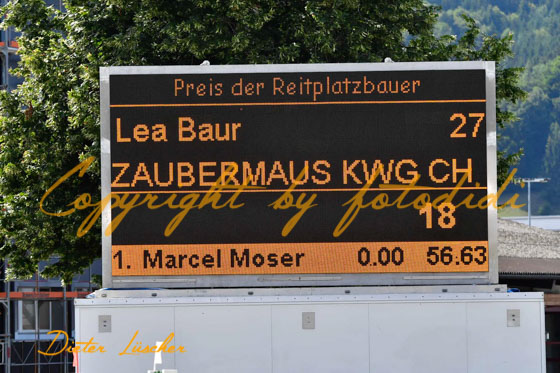 Preis der Reitplatzbauer
Lea Baur 27
ZAUBERMAUS KWG CH
18
1. Marcel Moser 0.00 56.63
Copyright by fotodidi
Dieter Lüscher